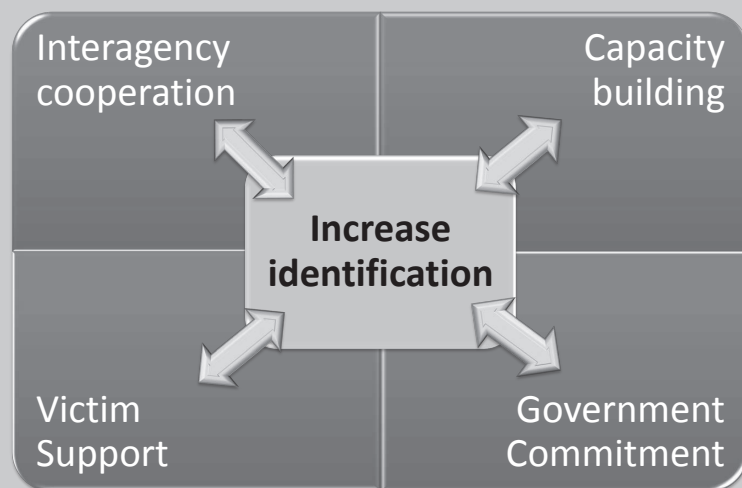 Interagency
cooperation
Capacity
building
Increase
identification
Victim
Support
Government
Commitment